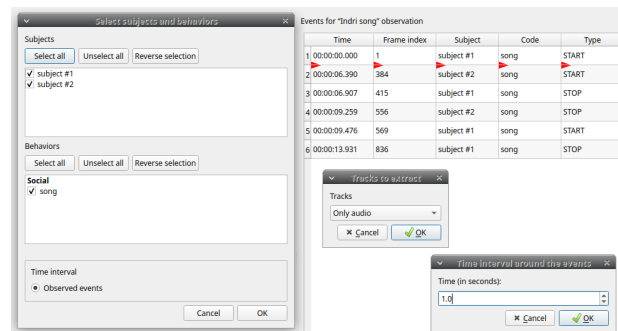 Select subjects and behaviors
Subjects
Select all Unselect all Reverse selection
subject #1
subject #2
Behaviors
Select all Unselect all Reverse selection
Social
song
Time interval
Observed events
Cancel OK
Events for "Indri song" observation
Time Frame index Subject Code Type
1 00:00:00.000 1 subject #1 song START
2 00:00:06.390 384 subject #2 song START
3 00:00:06.907 415 subject #1 song STOP
4 00:00:09.259 556 subject #2 song STOP
5 00:00:09.476 569 subject #1 song START
6 00:00:13.931 836 subject #1 song STOP
Tracks to extract
Tracks
Only audio
Cancel OK
Time interval around the events
Time (in seconds):
1.0
Cancel OK